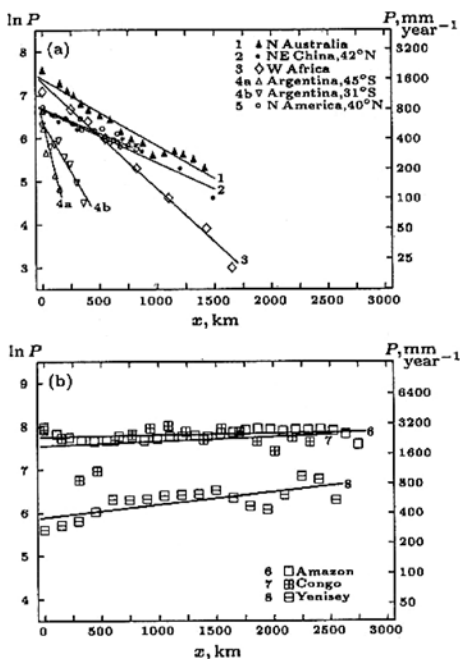 ln P
P, mm year⁻¹
(a)
1 ▲ N Australia
2 • NE China, 42°N
3 ◇ W Africa
4a △ Argentina, 45°S
4b ▽ Argentina, 31°S
5 ○ N America, 40°N
8
7
6
5
4
3
3200
1600
800
400
200
100
50
25
1
2
3
4a
4b
0 500 1000 1500 2000 2500 3000
x, km
ln P
P, mm year⁻¹
(b)
9
8
7
6
5
4
6400
3200
1600
800
400
200
100
50
6
7
8
6 □ Amazon
7 ⊞ Congo
8 ⊟ Yenisey
0 500 1000 1500 2000 2500 3000
x, km